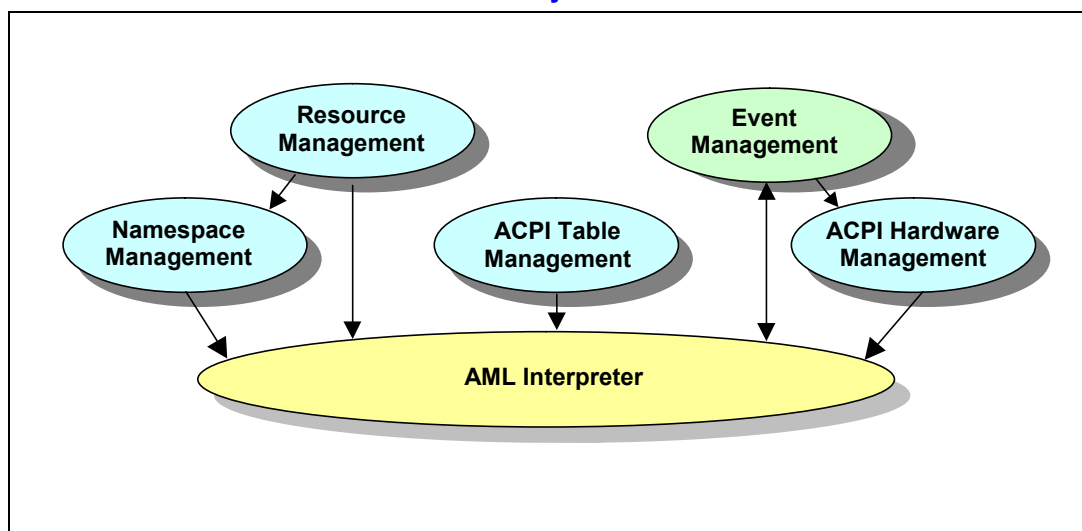 Resource
Management
Event
Management
Namespace
Management
ACPI Table
Management
ACPI Hardware
Management
AML Interpreter